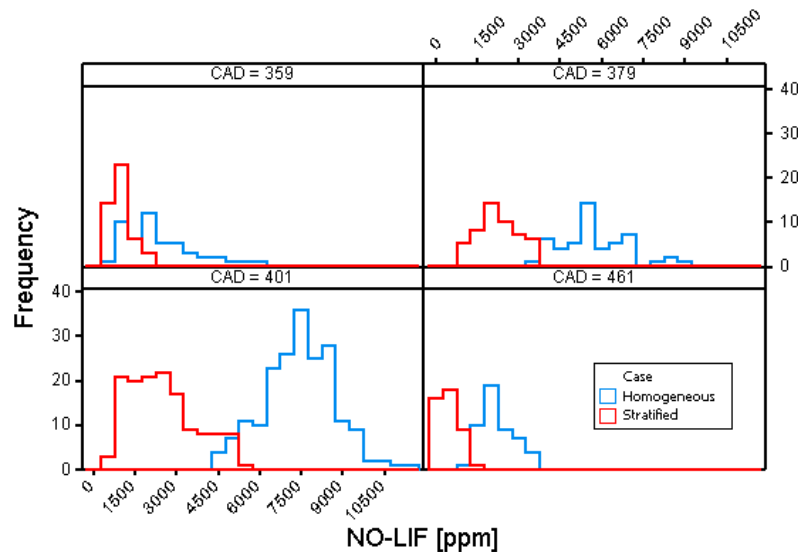 0 1500 3000 4500 6000 7500 9000 10500
CAD = 359 CAD = 379
40
30
20
10
0
CAD = 401 CAD = 461
40
30
20
10
0
Case
Homogeneous
Stratified
0 1500 3000 4500 6000 7500 9000 10500
Frequency
NO-LIF [ppm]